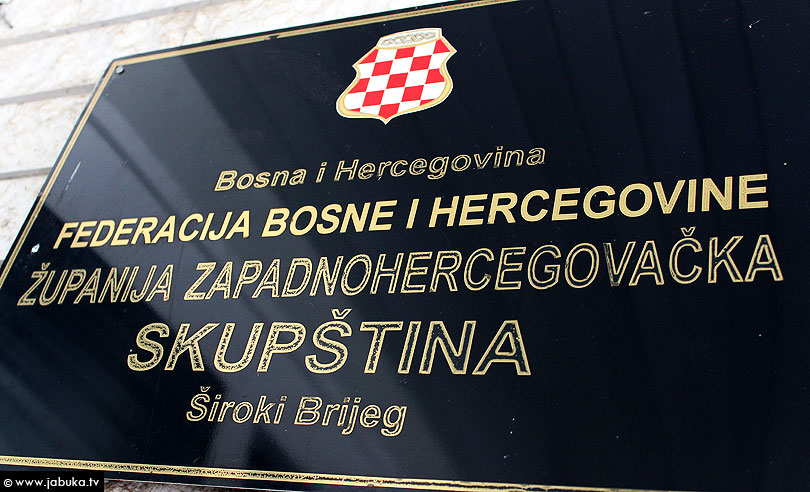 Bosna i Hercegovina
FEDERACIJA BOSNE I HERCEGOVINE
ŽUPANIJA ZAPADNOHERCEGOVAČKA
SKUPŠTINA
Široki Brijeg
© www.jabuka.tv